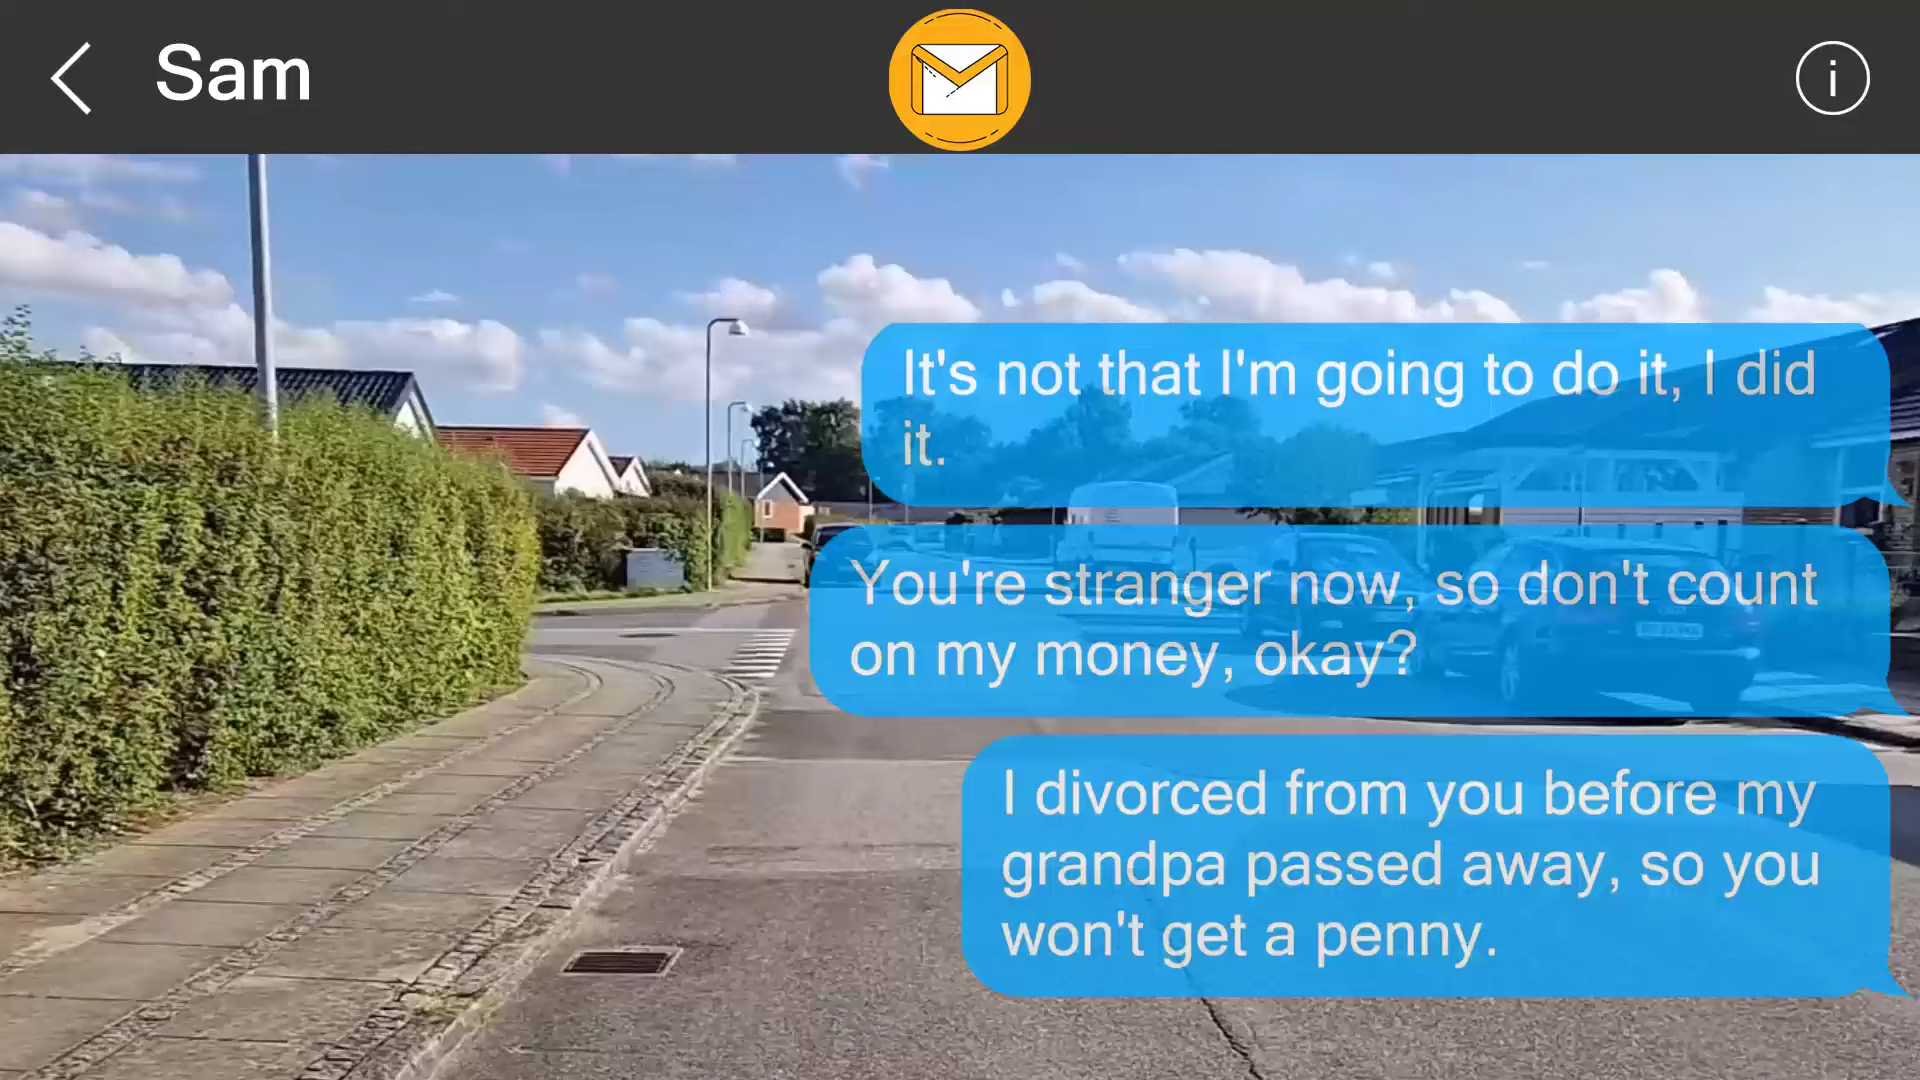 Sam
It's not that I'm going to do it, I did
it.
You're stranger now, so don't count
on my money, okay?
I divorced from you before my
grandpa passed away, so you
won't get a penny.